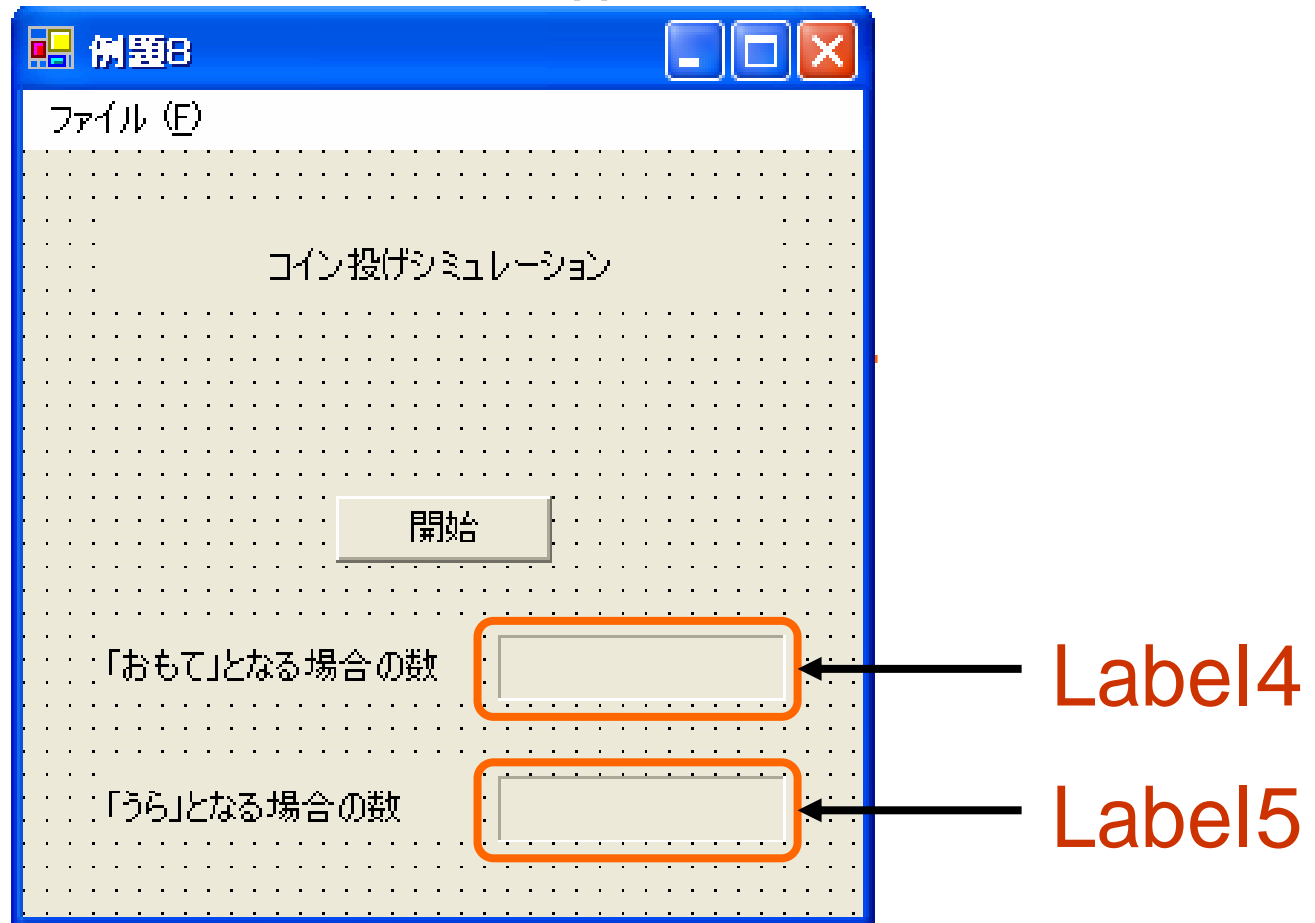 例題8
ファイル (F)
コイン投げシミュレーション
開始
「おもて」となる場合の数
Label4
「うら」となる場合の数
Label5